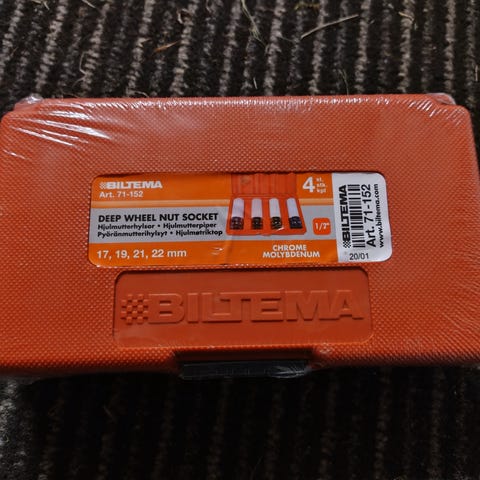 BILTEMA
Art. 71-152
DEEP WHEEL NUT SOCKET
Hjulmutterhylsor • Hjulmutterpiper
Pyöränmutterihylsyt • Hjulmøtriktop
17, 19, 21, 22 mm
4 st. stk. kpl
1/2"
CHROME
MOLYBDENUM
BILTEMA
Art. 71-152
www.biltema.com
20/01
BILTEMA